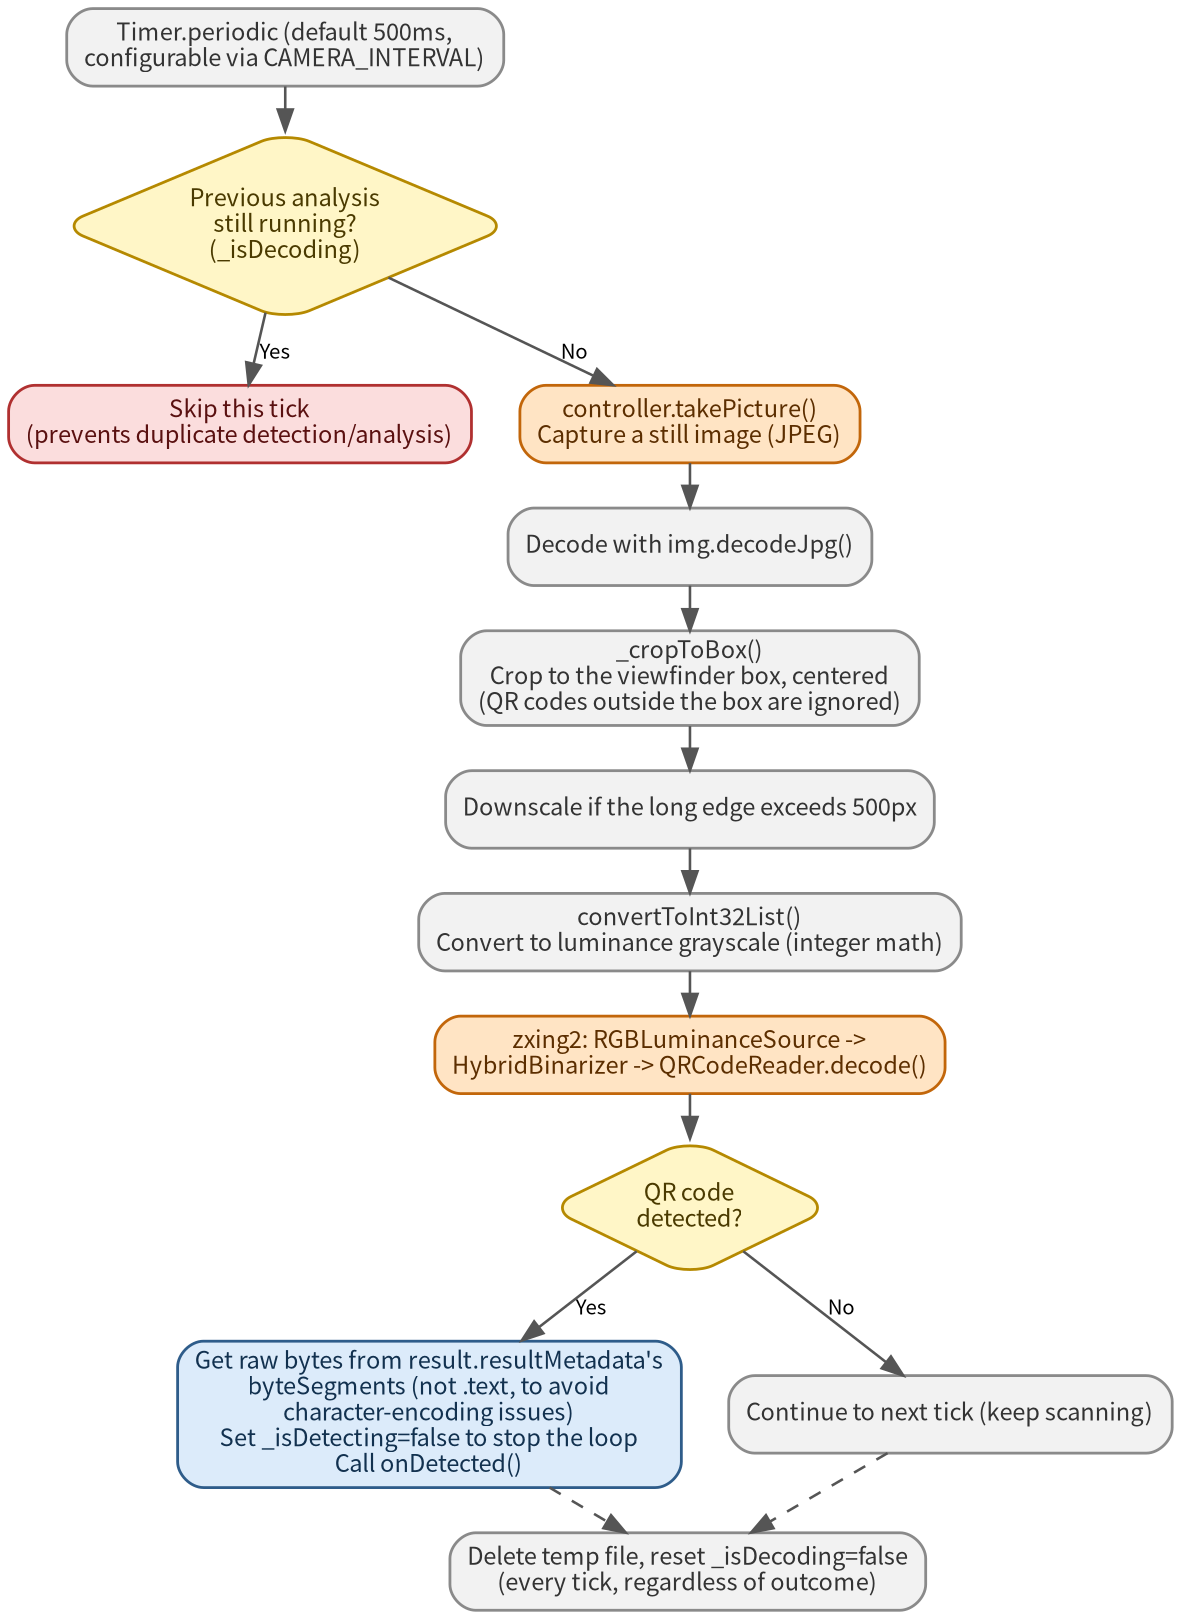 Timer.periodic (default 500ms,
configurable via CAMERA_INTERVAL)
Previous analysis
still running?
(_isDecoding)
Yes
No
Skip this tick
(prevents duplicate detection/analysis)
controller.takePicture()
Capture a still image (JPEG)
Decode with img.decodeJpg()
_cropToBox()
Crop to the viewfinder box, centered
(QR codes outside the box are ignored)
Downscale if the long edge exceeds 500px
convertToInt32List()
Convert to luminance grayscale (integer math)
zxing2: RGBLuminanceSource ->
HybridBinarizer -> QRCodeReader.decode()
QR code
detected?
Yes
No
Get raw bytes from result.resultMetadata's
byteSegments (not .text, to avoid
character-encoding issues)
Set _isDetecting=false to stop the loop
Call onDetected()
Continue to next tick (keep scanning)
Delete temp file, reset _isDecoding=false
(every tick, regardless of outcome)